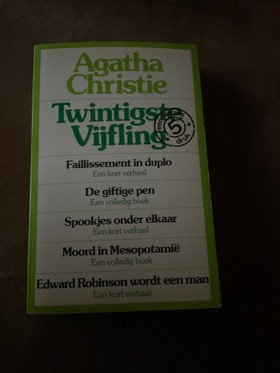 Agatha
Christie
Twintigste
Vijfling
5
druk
Faillissement in duplo
Een kort verhaal
De giftige pen
Een volledig boek
Spookjes onder elkaar
Een kort verhaal
Moord in Mesopotamië
Een volledig boek
Edward Robinson wordt een man
Een kort verhaal